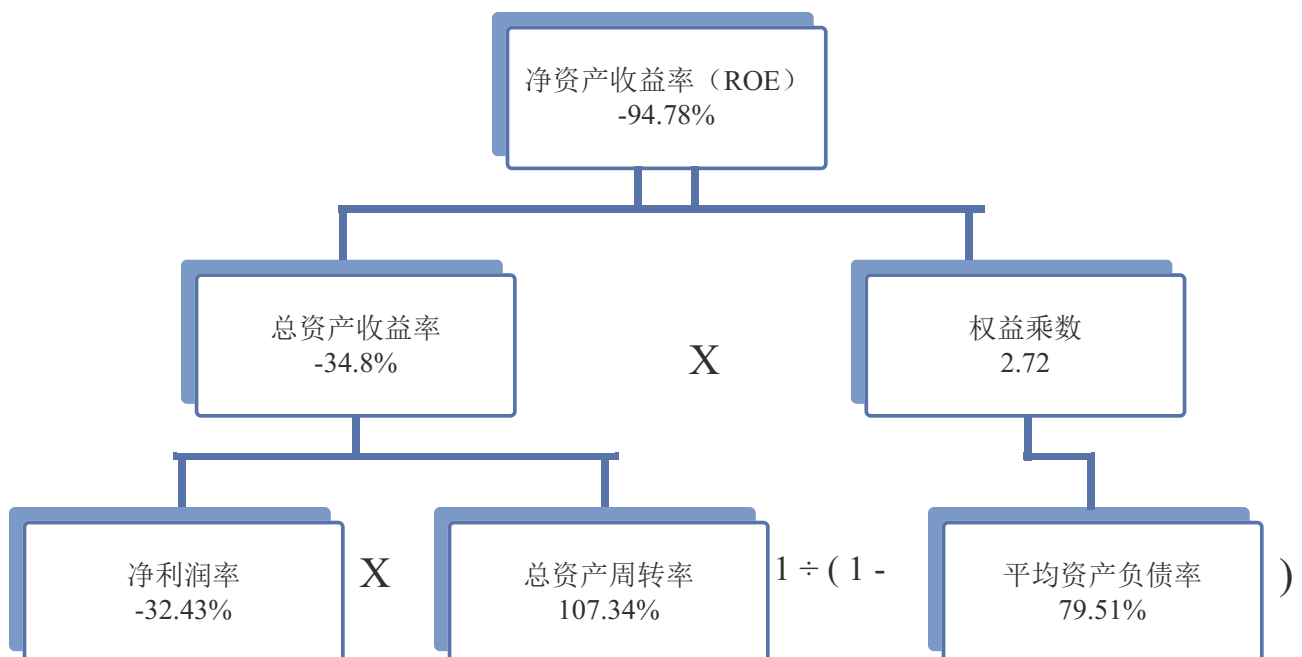 净资产收益率（ROE）
-94.78%
总资产收益率
-34.8%
X
权益乘数
2.72
净利润率
-32.43%
X
总资产周转率
107.34%
1 ÷ ( 1 -
平均资产负债率
79.51%
)